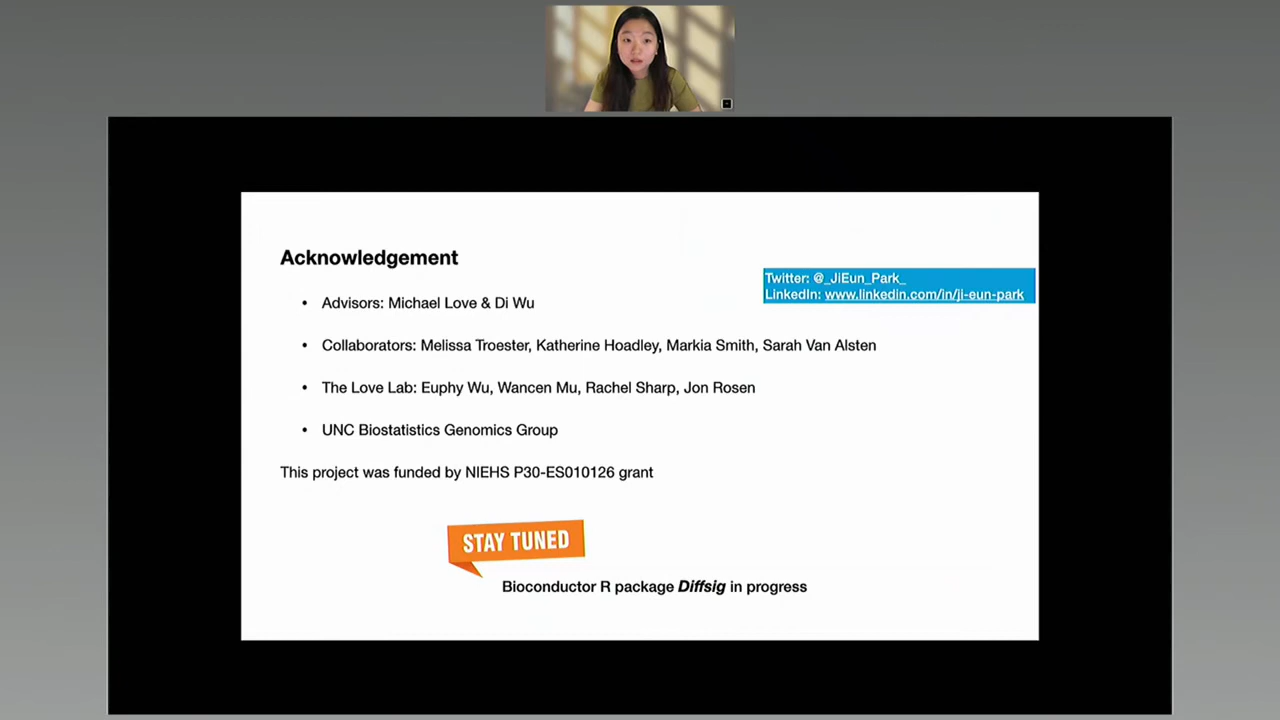 Acknowledgement
Twitter: @_JiEun_Park_
LinkedIn: www.linkedin.com/in/ji-eun-park
• Advisors: Michael Love & Di Wu
• Collaborators: Melissa Troester, Katherine Hoadley, Markia Smith, Sarah Van Alsten
• The Love Lab: Euphy Wu, Wancen Mu, Rachel Sharp, Jon Rosen
• UNC Biostatistics Genomics Group
This project was funded by NIEHS P30-ES010126 grant
STAY TUNED
Bioconductor R package Diffsig in progress